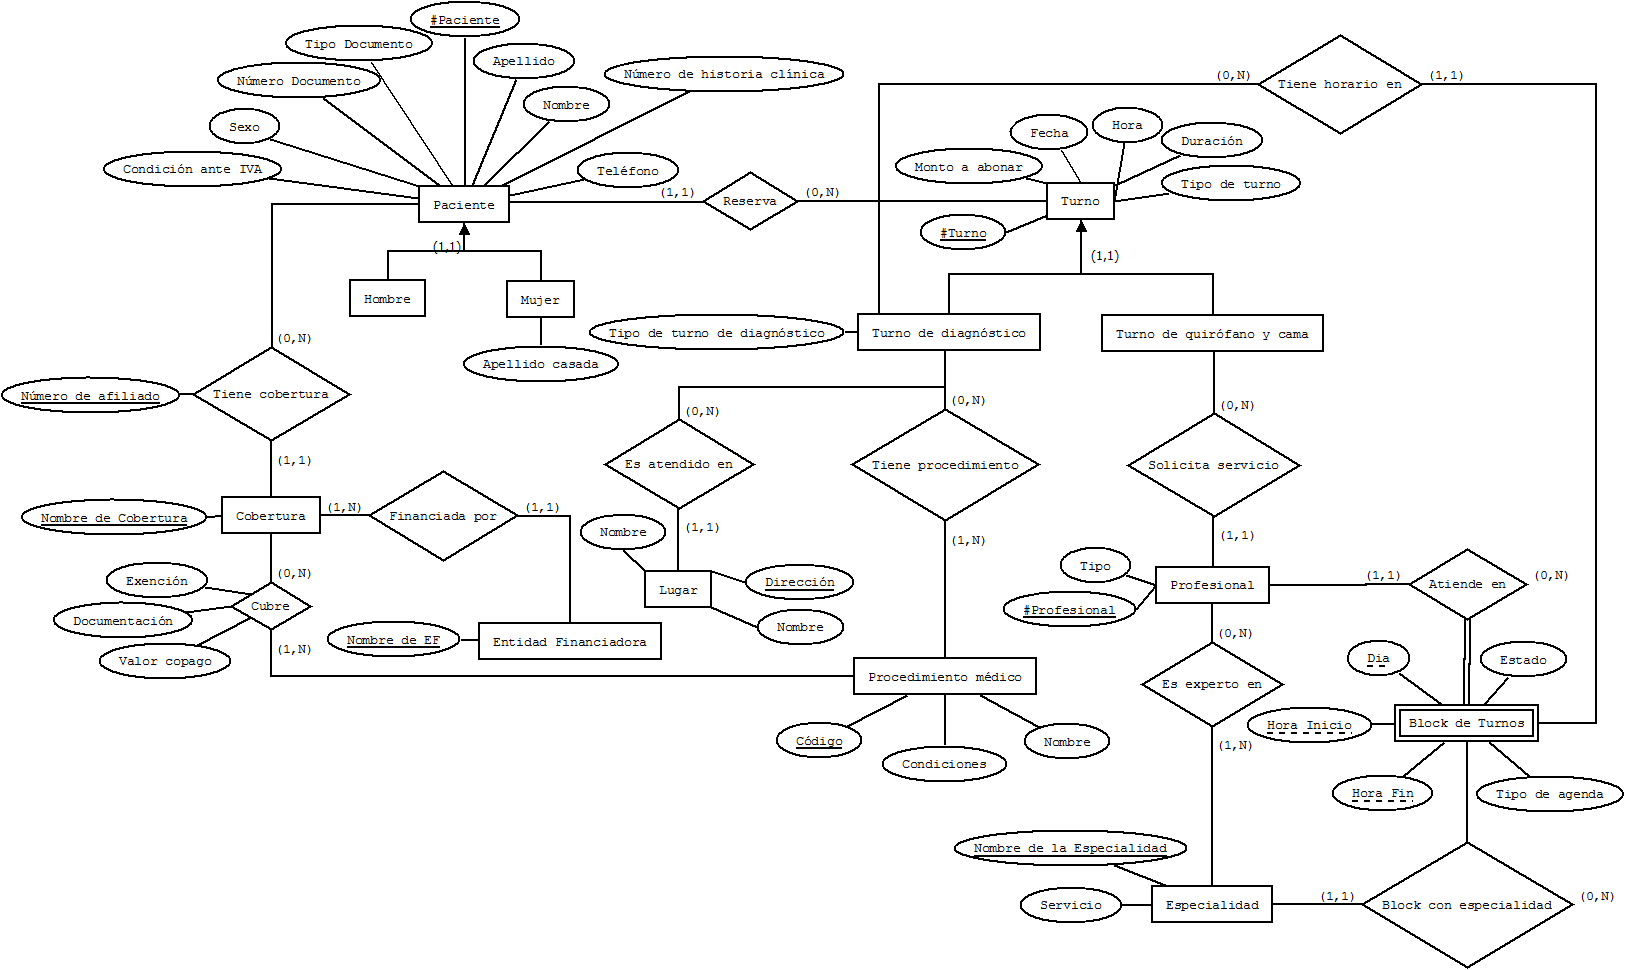 #Paciente
Tipo Documento
Apellido
Número Documento
Número de historia clínica
Nombre
Sexo
Condición ante IVA
Teléfono
Paciente
(1,1)
Reserva
(0,N)
(1,1)
Hombre
Mujer
Apellido casada
(0,N)
Tiene horario en
(1,1)
Fecha
Hora
Duración
Monto a abonar
Tipo de turno
Turno
#Turno
(1,1)
Tipo de turno de diagnóstico
Turno de diagnóstico
Turno de quirófano y cama
(0,N)
Número de afiliado
Tiene cobertura
(1,1)
(0,N)
Es atendido en
(1,1)
(0,N)
Tiene procedimiento
(1,N)
(0,N)
Solicita servicio
(1,1)
Nombre de Cobertura
Cobertura
(1,N)
Financiada por
(1,1)
Nombre
Lugar
Dirección
Nombre
Tipo
#Profesional
Profesional
(1,1)
Atiende en
(0,N)
(0,N)
Exención
Documentación
Cubre
Valor copago
(1,N)
Nombre de EF
Entidad Financiadora
Procedimiento médico
Código
Condiciones
Nombre
(0,N)
Es experto en
(1,N)
Dia
Estado
Hora Inicio
Block de Turnos
Hora Fin
Tipo de agenda
Nombre de la Especialidad
Servicio
Especialidad
(1,1)
Block con especialidad
(0,N)